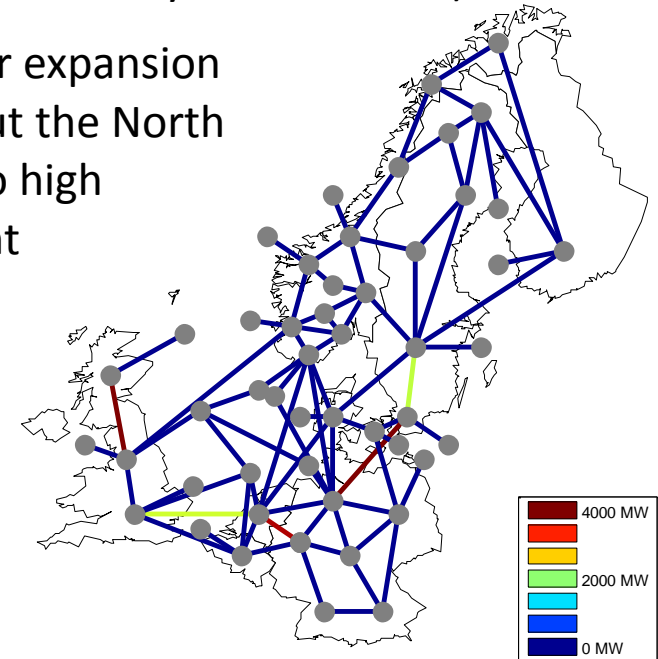 r expansion
ut the North
o high
nt
4000 MW
2000 MW
0 MW